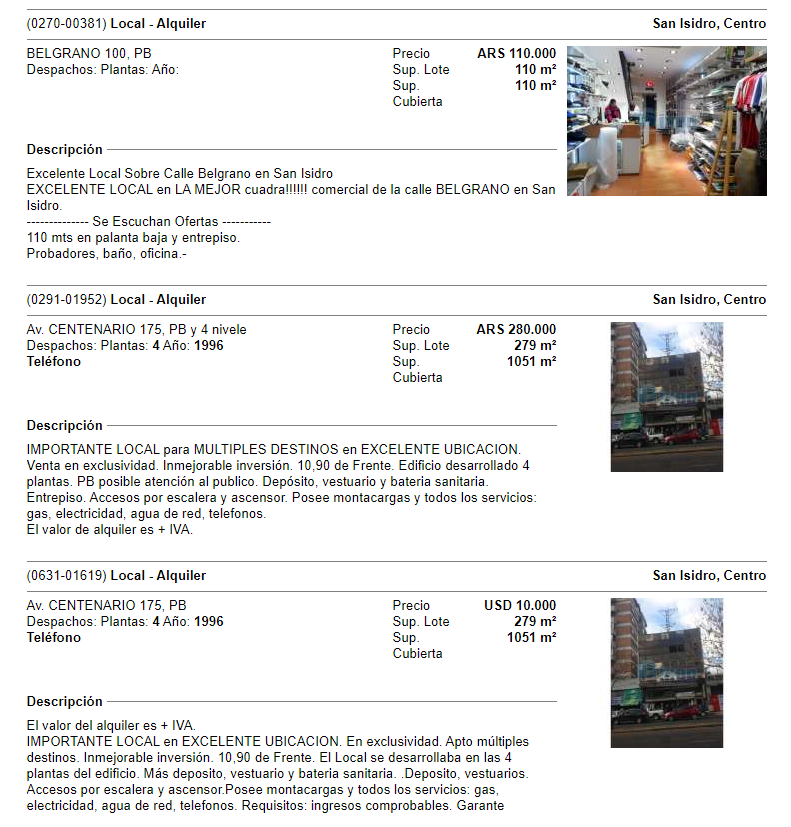 (0270-00381) Local - Alquiler San Isidro, Centro
BELGRANO 100, PB Precio ARS 110.000
Despachos: Plantas: Año: Sup. Lote 110 m²
Sup. 110 m²
Cubierta
Descripción
Excelente Local Sobre Calle Belgrano en San Isidro
EXCELENTE LOCAL en LA MEJOR cuadra!!!!!! comercial de la calle BELGRANO en San
Isidro.
-------------- Se Escuchan Ofertas -----------
110 mts en palanta baja y entrepiso.
Probadores, baño, oficina.-
(0291-01952) Local - Alquiler San Isidro, Centro
Av. CENTENARIO 175, PB y 4 nivele Precio ARS 280.000
Despachos: Plantas: 4 Año: 1996 Sup. Lote 279 m²
Teléfono Sup. 1051 m²
Cubierta
Descripción
IMPORTANTE LOCAL para MULTIPLES DESTINOS en EXCELENTE UBICACION.
Venta en exclusividad. Inmejorable inversión. 10,90 de Frente. Edificio desarrollado 4
plantas. PB posible atención al publico. Depósito, vestuario y bateria sanitaria.
Entrepiso. Accesos por escalera y ascensor. Posee montacargas y todos los servicios:
gas, electricidad, agua de red, telefonos.
El valor de alquiler es + IVA.
(0631-01619) Local - Alquiler San Isidro, Centro
Av. CENTENARIO 175, PB Precio USD 10.000
Despachos: Plantas: 4 Año: 1996 Sup. Lote 279 m²
Teléfono Sup. 1051 m²
Cubierta
Descripción
El valor del alquiler es + IVA.
IMPORTANTE LOCAL en EXCELENTE UBICACION. En exclusividad. Apto múltiples
destinos. Inmejorable inversión. 10,90 de Frente. El Local se desarrollaba en las 4
plantas del edificio. Más deposito, vestuario y bateria sanitaria. .Deposito, vestuarios.
Accesos por escalera y ascensor.Posee montacargas y todos los servicios: gas,
electricidad, agua de red, telefonos. Requisitos: ingresos comprobables. Garante